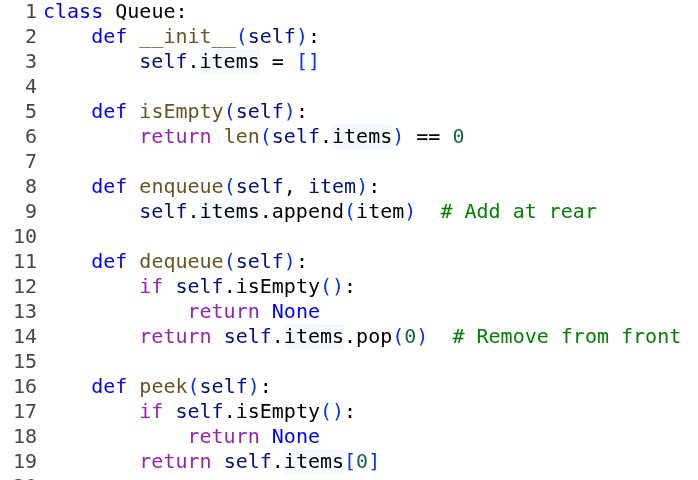 1 class Queue:
2     def __init__(self):
3         self.items = []
4
5     def isEmpty(self):
6         return len(self.items) == 0
7
8     def enqueue(self, item):
9         self.items.append(item)  # Add at rear
10
11     def dequeue(self):
12         if self.isEmpty():
13             return None
14         return self.items.pop(0)  # Remove from front
15
16     def peek(self):
17         if self.isEmpty():
18             return None
19         return self.items[0]